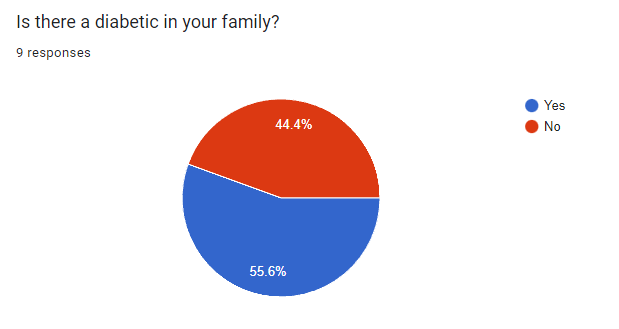 Is there a diabetic in your family?
9 responses
44.4%
55.6%
Yes
No